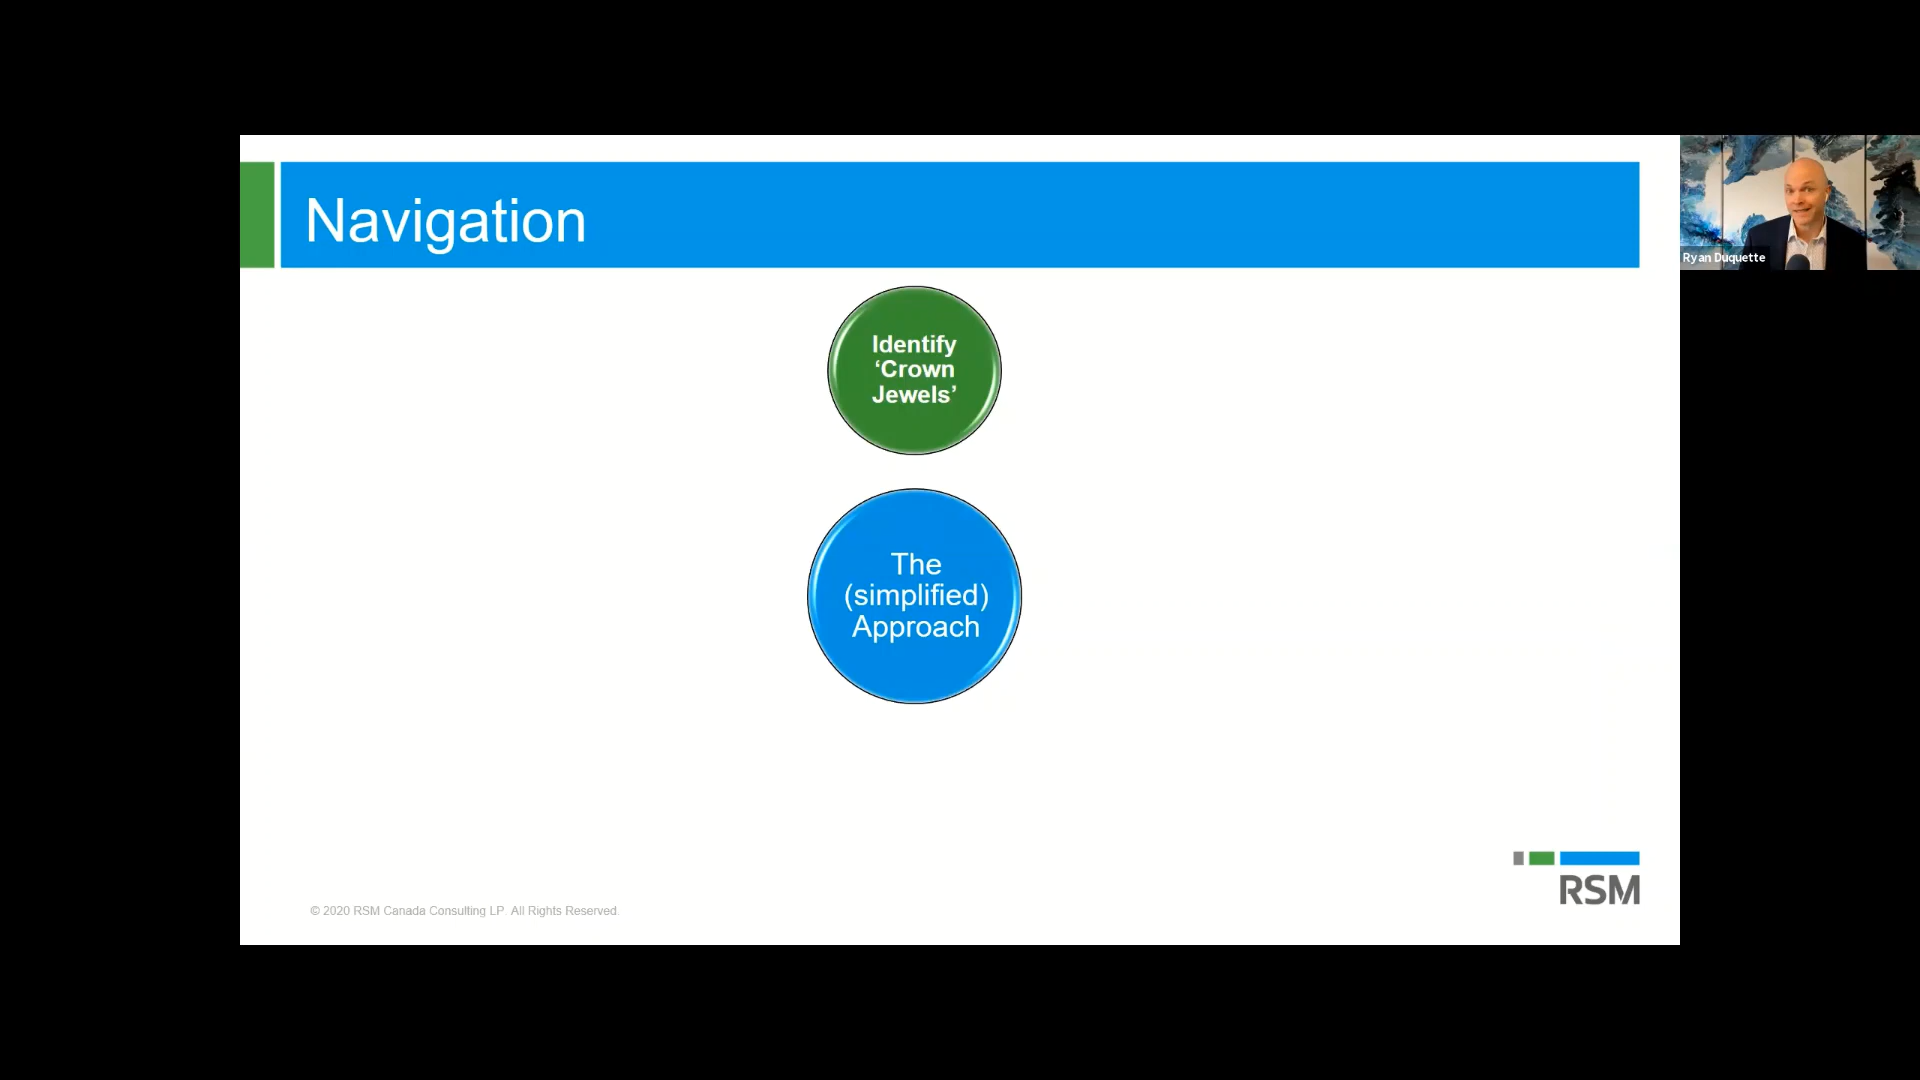 Navigation
Ryan Duquette
Identify
‘Crown
Jewels’
The
(simplified)
Approach
RSM
© 2020 RSM Canada Consulting LP. All Rights Reserved.